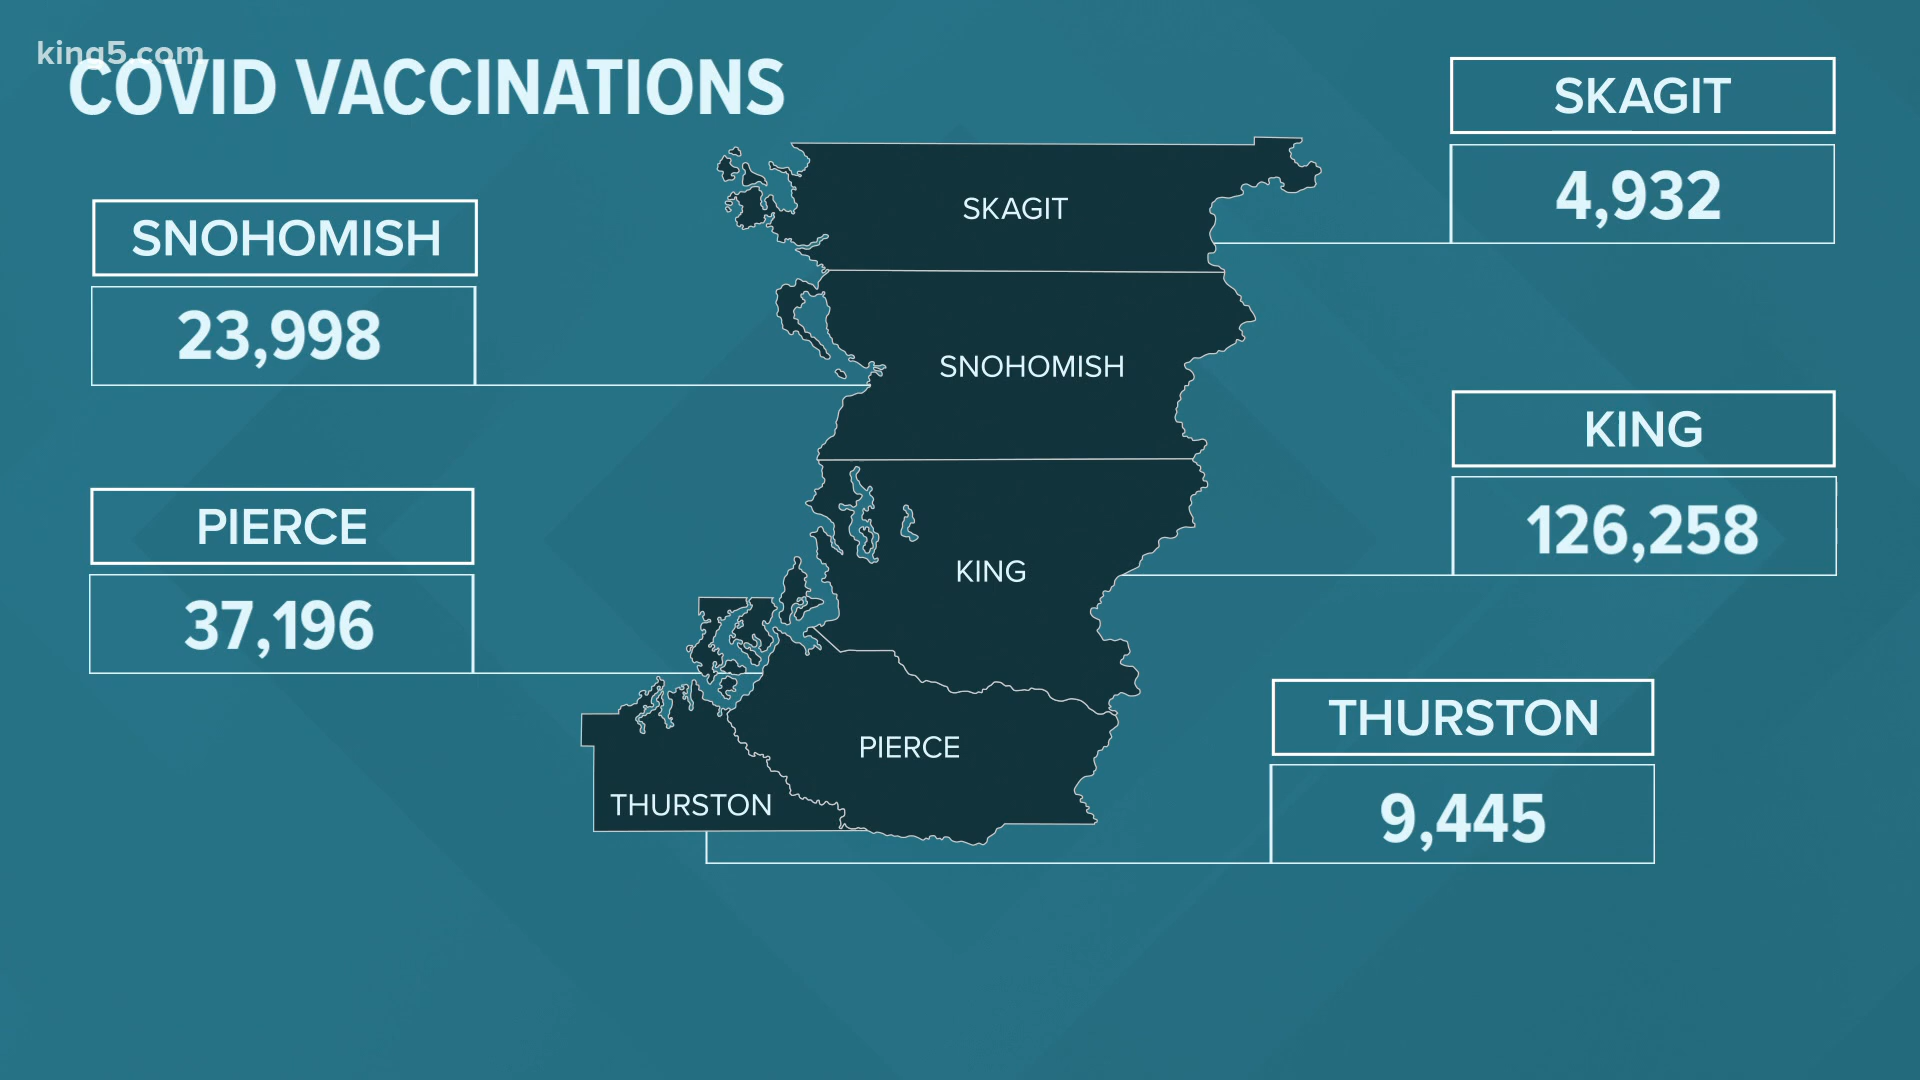 king5.com
COVID VACCINATIONS
SNOHOMISH
23,998
PIERCE
37,196
SKAGIT
SNOHOMISH
KING
PIERCE
THURSTON
SKAGIT
4,932
KING
126,258
THURSTON
9,445